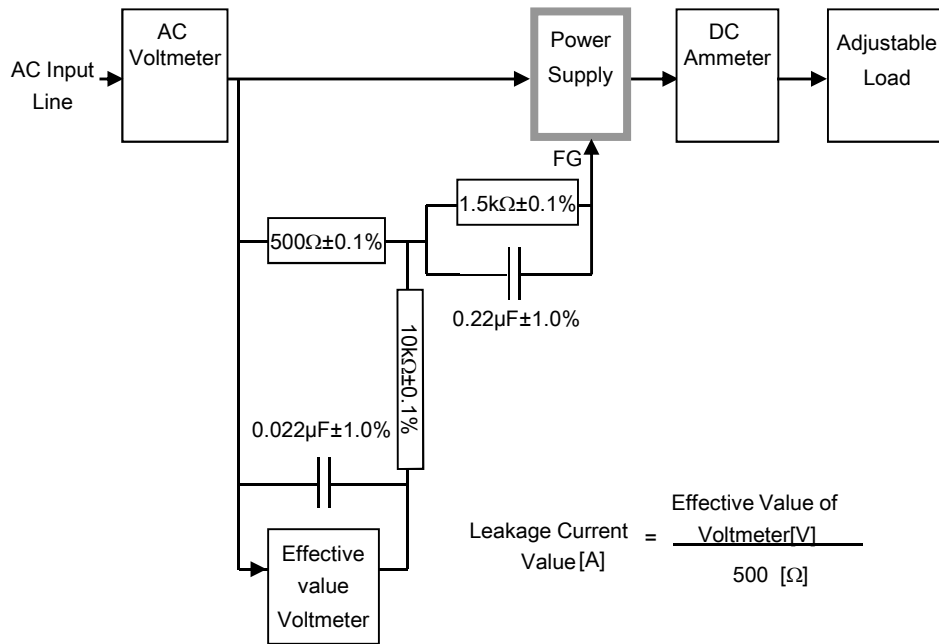 AC Input
Line
AC
Voltmeter
Power
Supply
DC
Ammeter
Adjustable
Load
FG
1.5kΩ±0.1%
500Ω±0.1%
0.22µF±1.0%
10kΩ±0.1%
0.022µF±1.0%
Effective
value
Voltmeter
Leakage Current
Value[A]
=
Effective Value of
Voltmeter[V]
500 [Ω]